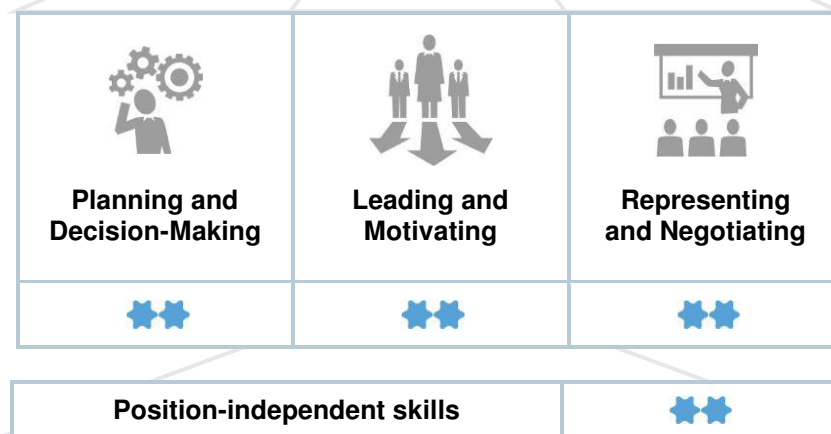 Planning and
Decision-Making
Leading and
Motivating
Representing
and Negotiating
Position-independent skills